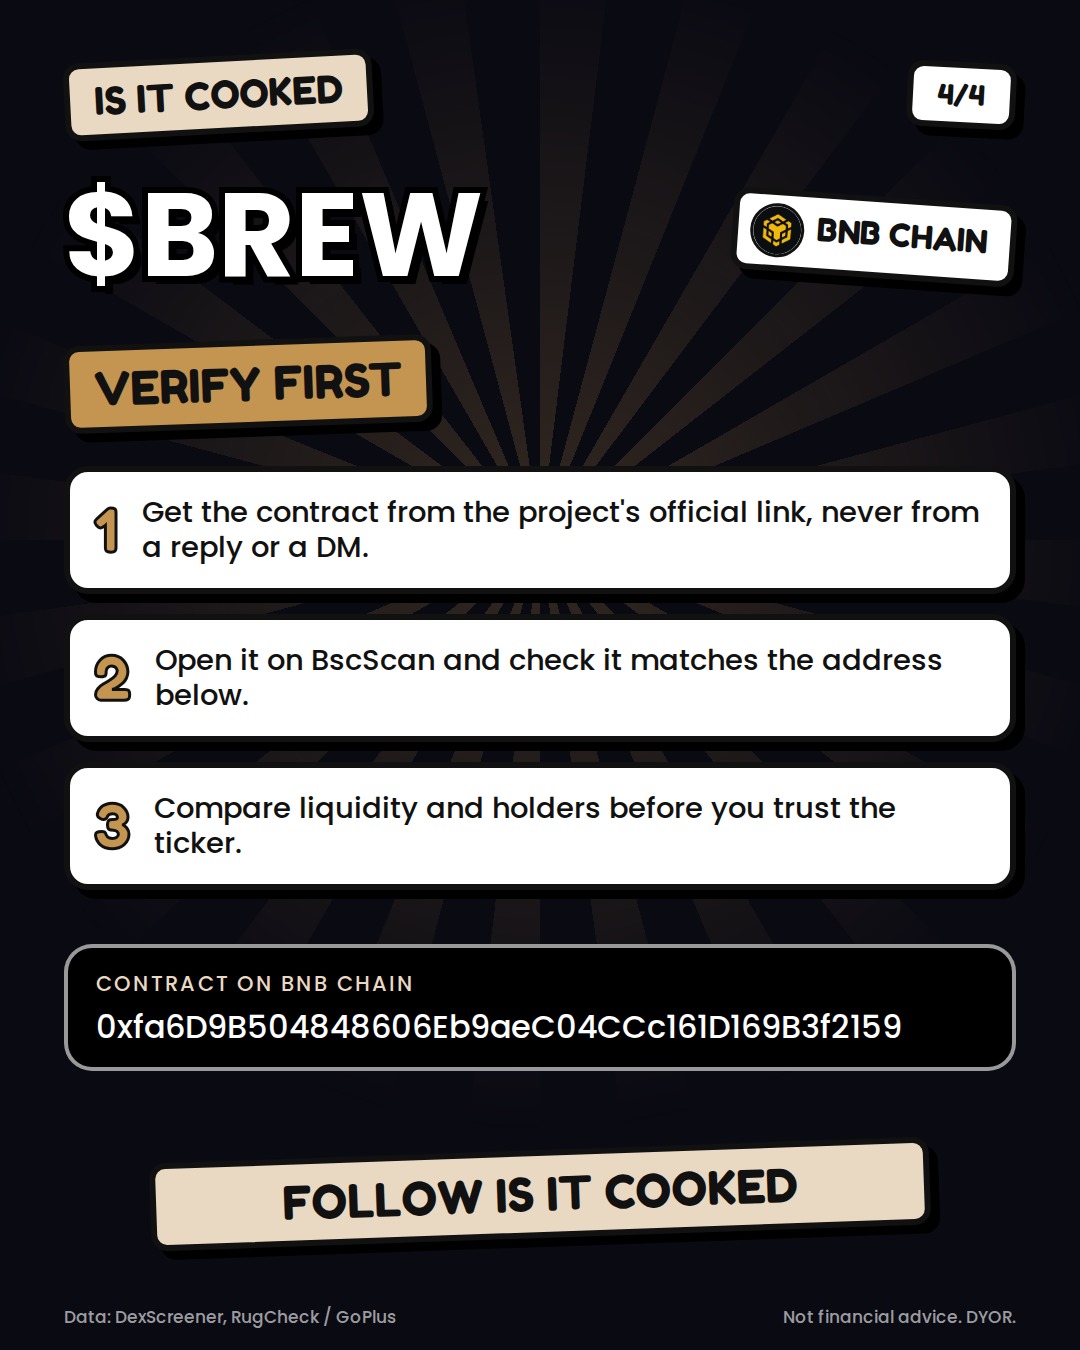 IS IT COOKED
4/4
$BREW
BNB CHAIN
VERIFY FIRST
1
Get the contract from the project's official link, never from
a reply or a DM.
2
Open it on BscScan and check it matches the address
below.
3
Compare liquidity and holders before you trust the
ticker.
CONTRACT ON BNB CHAIN
0xfa6D9B504848606Eb9aeC04CCc161D169B3f2159
FOLLOW IS IT COOKED
Data: DexScreener, RugCheck / GoPlus
Not financial advice. DYOR.